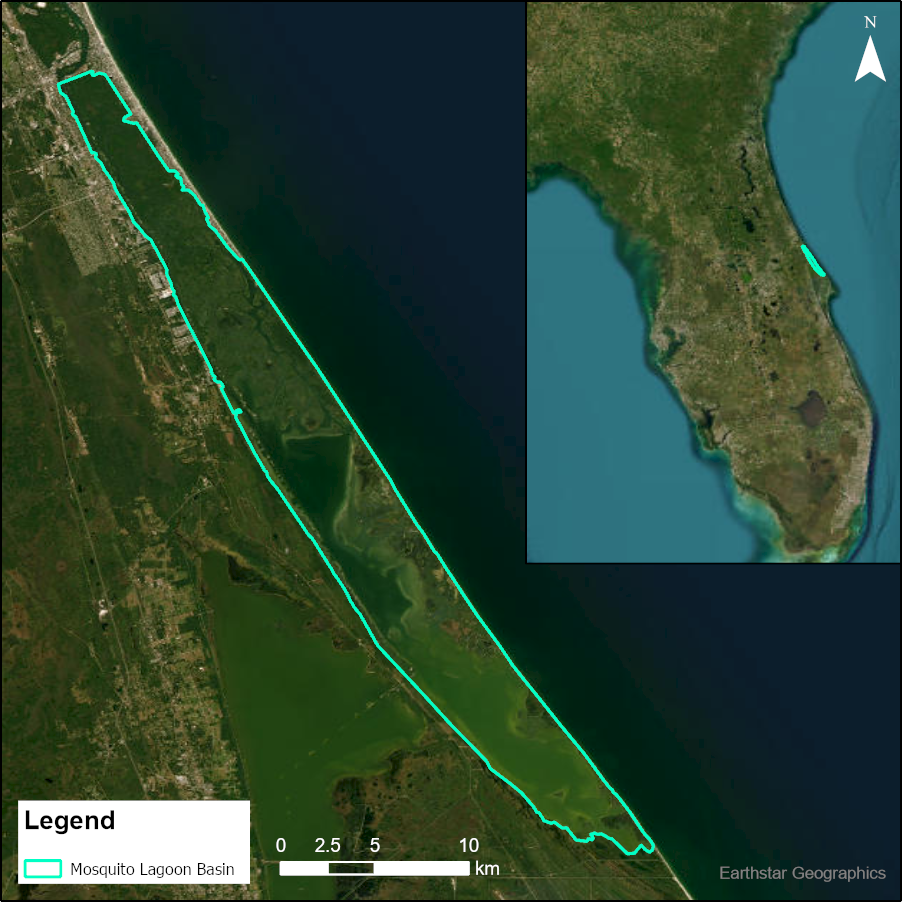 N
Legend
Mosquito Lagoon Basin
0 2.5 5 10
km
Earthstar Geographics